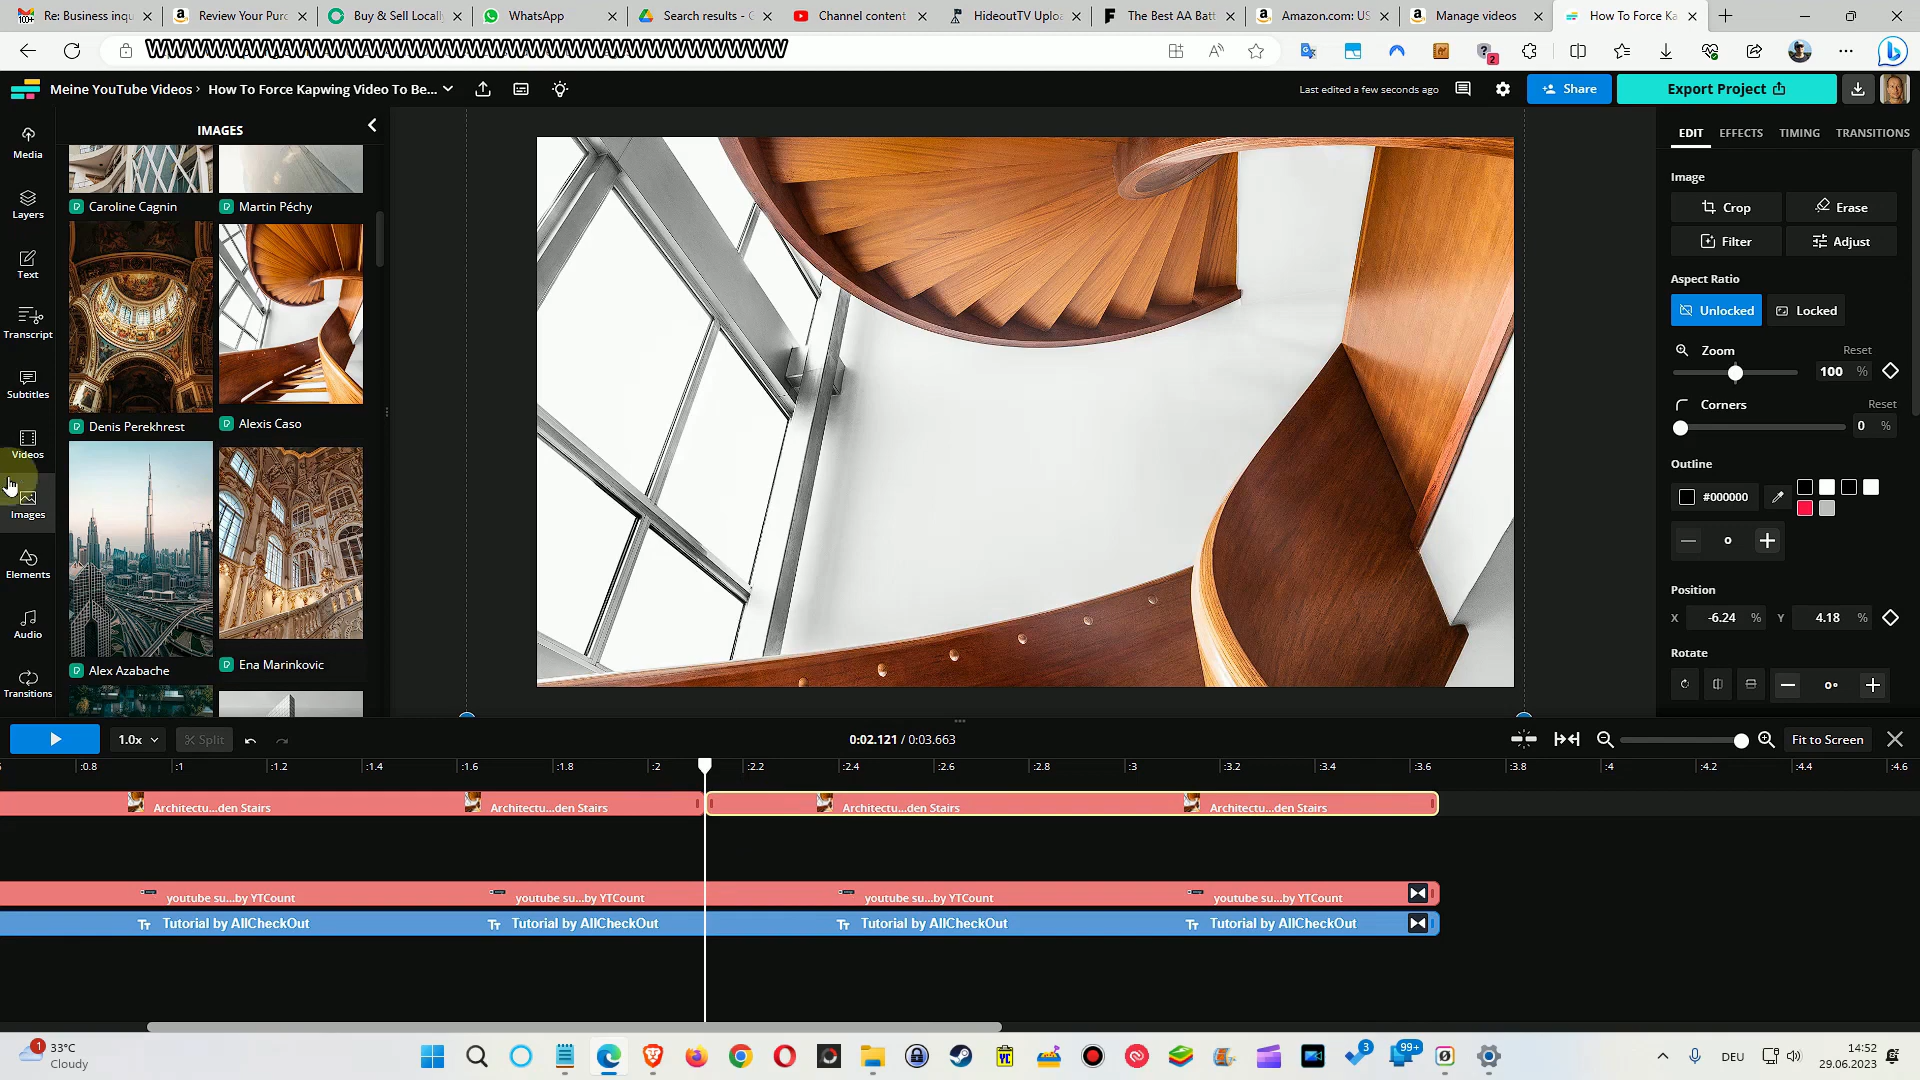 Re: Business inqu
Review Your Purc
Buy & Sell Locally
WhatsApp
Search results - G
Channel content
HideoutTV Uploa
The Best AA Batt
Amazon.com: US
Manage videos
How To Force Ka
WWWWWWWWWWWWWWWWWWWWWWWWWWWWWWWWWWWW
Meine YouTube Videos › How To Force Kapwing Video To Be...
Last edited a few seconds ago
Share
Export Project
IMAGES
Media
Layers
Text
Transcript
Subtitles
Videos
Images
Elements
Audio
Transitions
Caroline Cagnin
Martin Péchy
Denis Perekhrest
Alexis Caso
Alex Azabache
Ena Marinkovic
EDIT EFFECTS TIMING TRANSITIONS
Image
Crop
Erase
Filter
Adjust
Aspect Ratio
Unlocked
Locked
Zoom
Reset
100 %
Corners
Reset
0 %
Outline
#000000
0
Position
X -6.24 % Y 4.18 %
Rotate
0°
1.0x
Split
0:02.121 / 0:03.663
Fit to Screen
:0.8 :1 :1.2 :1.4 :1.6 :1.8 :2 :2.2 :2.4 :2.6 :2.8 :3 :3.2 :3.4 :3.6 :3.8 :4 :4.2 :4.4 :4.6
Architectu...den Stairs Architectu...den Stairs Architectu...den Stairs Architectu...den Stairs
youtube su...by YTCount youtube su...by YTCount youtube su...by YTCount youtube su...by YTCount
Tutorial by AllCheckOut Tutorial by AllCheckOut Tutorial by AllCheckOut Tutorial by AllCheckOut
1
33°C
Cloudy
3
99+
DEU
14:52
29.06.2023